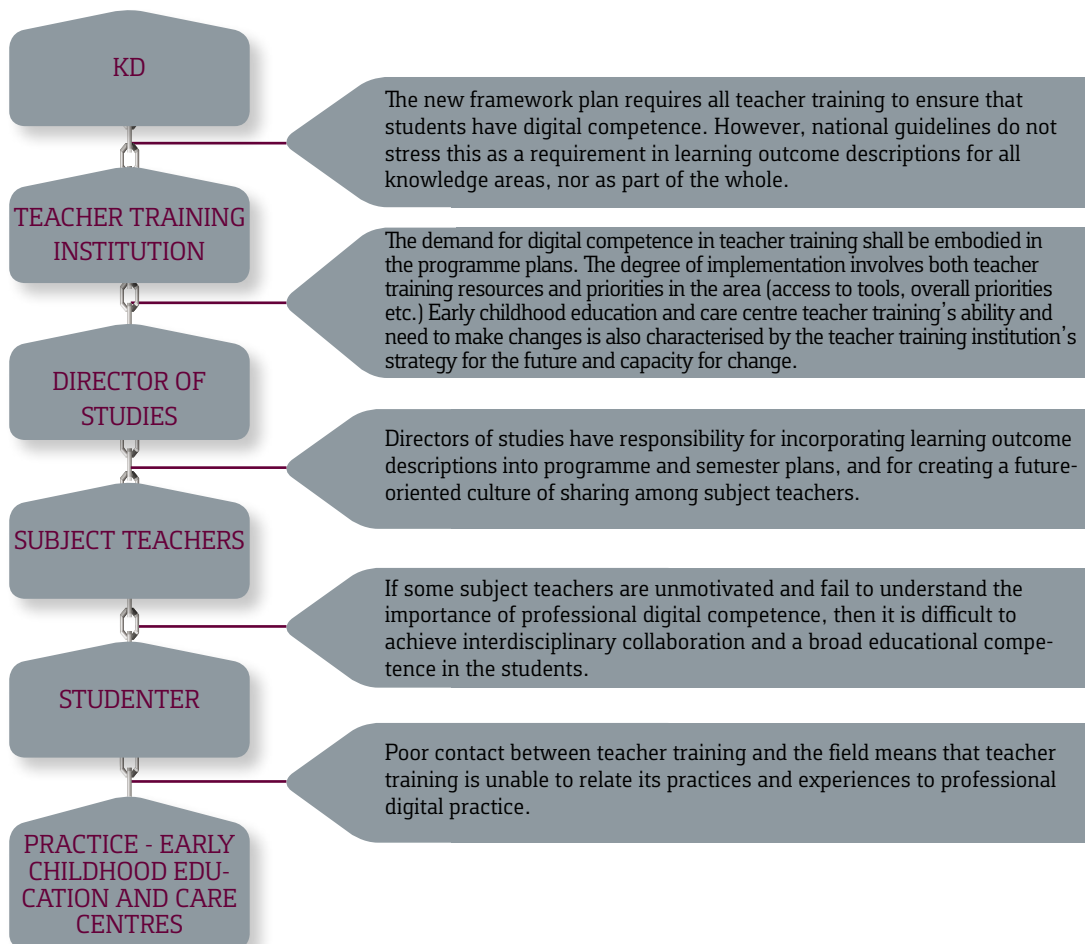 KD
The new framework plan requires all teacher training to ensure that
students have digital competence. However, national guidelines do not
stress this as a requirement in learning outcome descriptions for all
knowledge areas, nor as part of the whole.
TEACHER TRAINING
INSTITUTION
The demand for digital competence in teacher training shall be embodied in
the programme plans. The degree of implementation involves both teacher
training resources and priorities in the area (access to tools, overall priorities
etc.) Early childhood education and care centre teacher training's ability and
need to make changes is also characterised by the teacher training institution's
strategy for the future and capacity for change.
DIRECTOR OF
STUDIES
Directors of studies have responsibility for incorporating learning outcome
descriptions into programme and semester plans, and for creating a future-
oriented culture of sharing among subject teachers.
SUBJECT TEACHERS
If some subject teachers are unmotivated and fail to understand the
importance of professional digital competence, then it is difficult to
achieve interdisciplinary collaboration and a broad educational compe-
tence in the students.
STUDENTER
Poor contact between teacher training and the field means that teacher
training is unable to relate its practices and experiences to professional
digital practice.
PRACTICE - EARLY
CHILDHOOD EDU-
CATION AND CARE
CENTRES